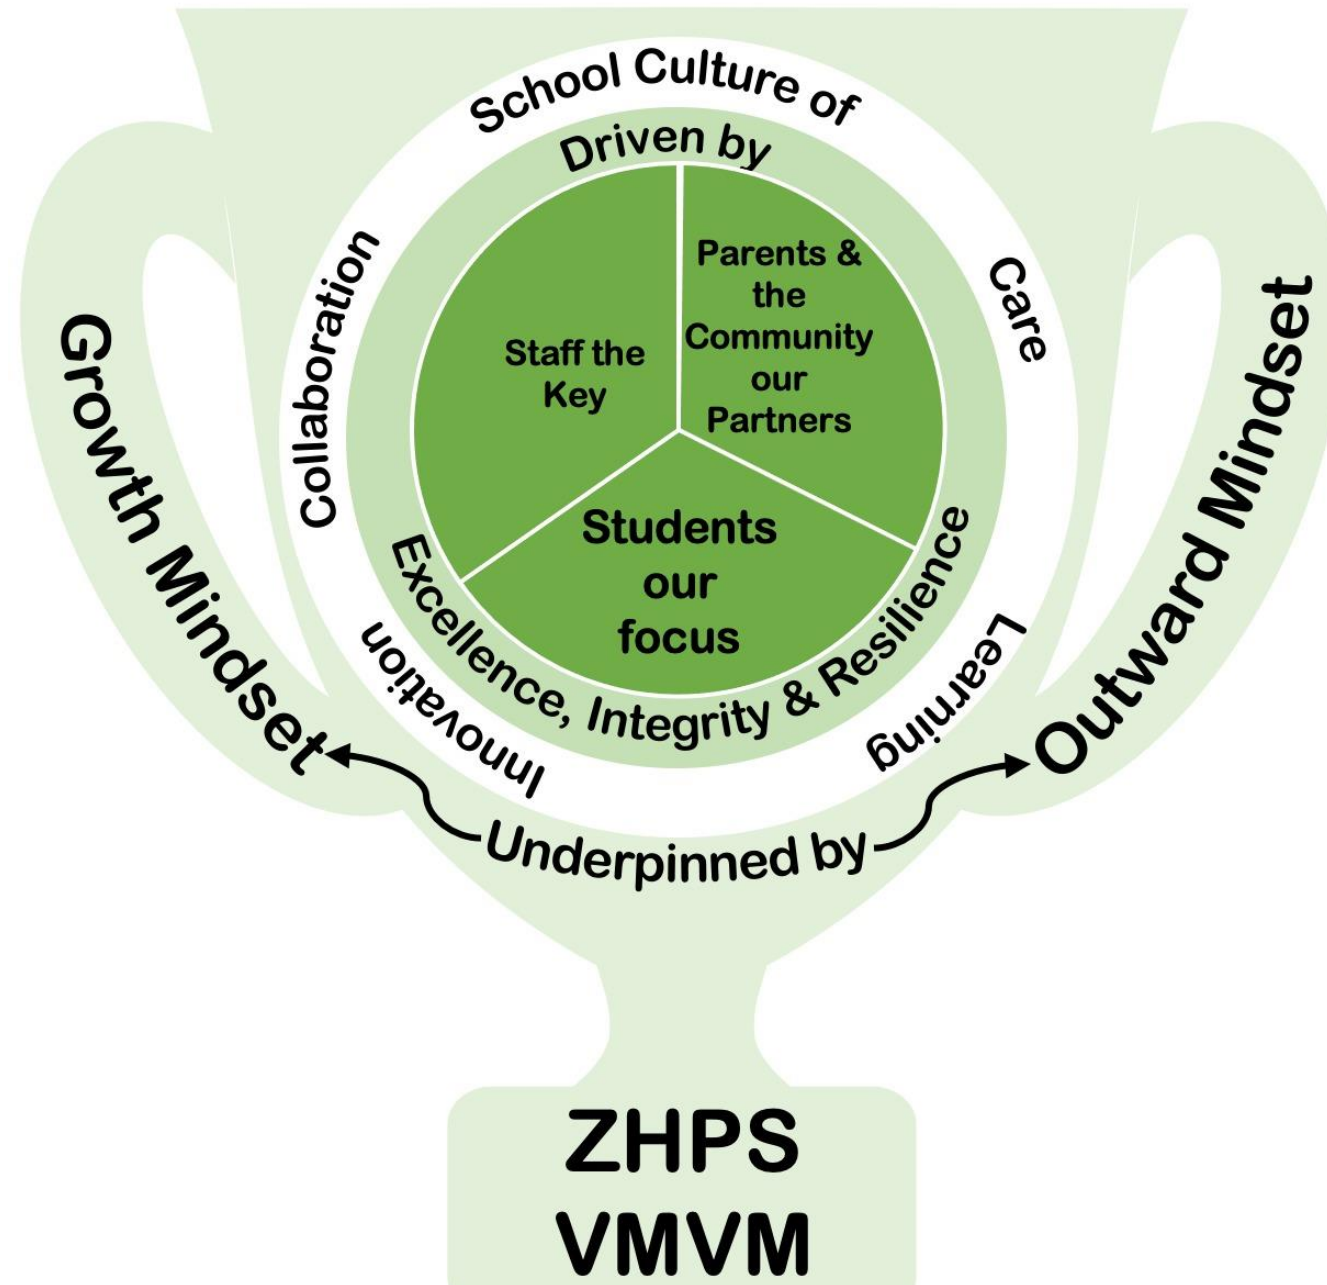 School Culture of
Care
Learning
Innovation
Collaboration
Driven by
Excellence, Integrity & Resilience
Staff the
Key
Parents &
the
Community
our
Partners
Students
our
focus
Underpinned by
Growth Mindset
Outward Mindset
ZHPS
VMVM